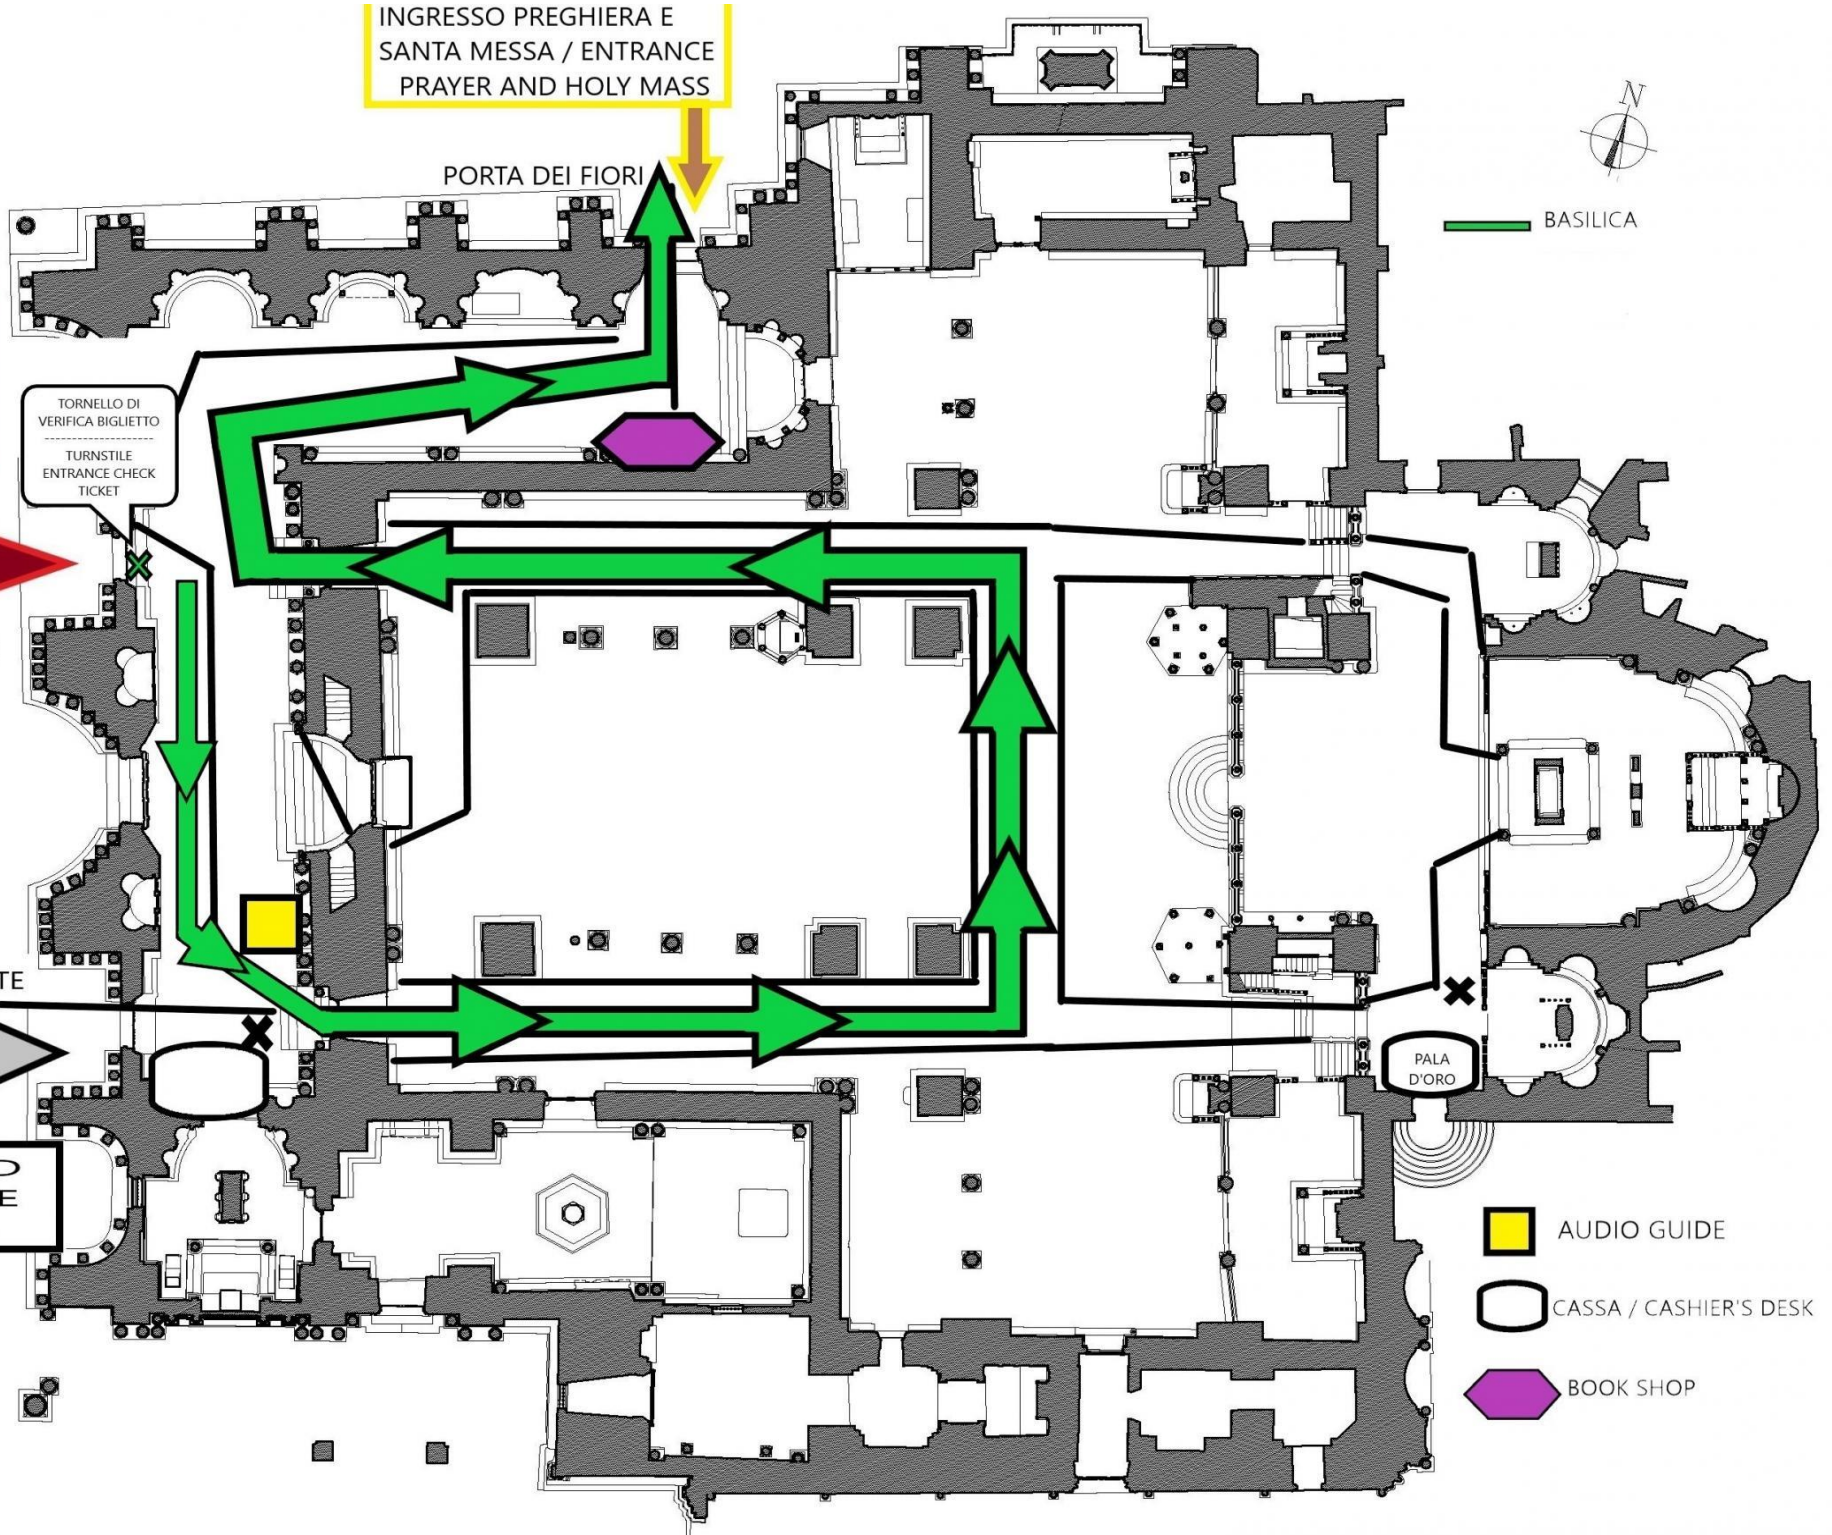 INGRESSO PREGHIERA E
SANTA MESSA / ENTRANCE
PRAYER AND HOLY MASS
PORTA DEI FIORI
N
BASILICA
TORNELLO DI
VERIFICA BIGLIETTO
TURNSTILE
ENTRANCE CHECK
TICKET
TE
PALA
D'ORO
E
AUDIO GUIDE
CASSA / CASHIER'S DESK
BOOK SHOP